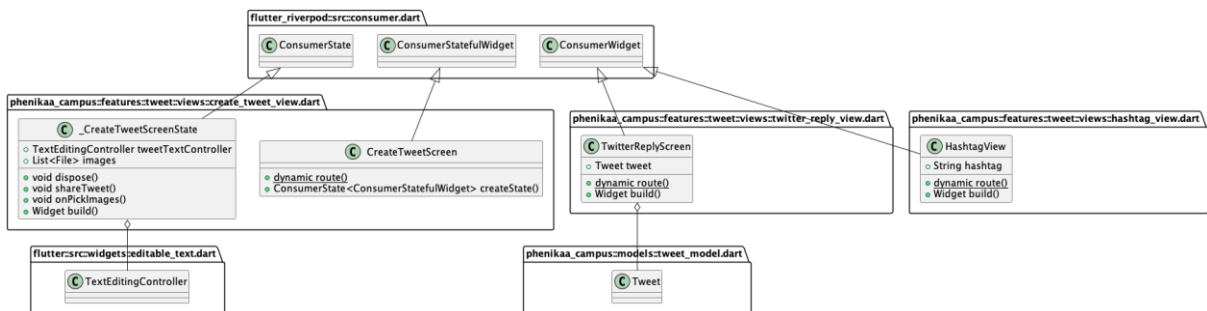 flutter_riverpod::src::consumer.dart
C ConsumerState
C ConsumerStatefulWidget
C ConsumerWidget
phenikaa_campus::features::tweet::views::create_tweet_view.dart
C _CreateTweetScreenState
TextEditingController tweetTextController
List<File> images
void dispose()
void shareTweet()
void onPickImages()
Widget build()
C CreateTweetScreen
dynamic route()
ConsumerState<ConsumerStatefulWidget> createState()
phenikaa_campus::features::tweet::views::twitter_reply_view.dart
C TwitterReplyScreen
Tweet tweet
dynamic route()
Widget build()
phenikaa_campus::features::tweet::views::hashtag_view.dart
C HashtagView
String hashtag
dynamic route()
Widget build()
flutter::src::widgets::editable_text.dart
C TextEditingController
phenikaa_campus::models::tweet_model.dart
C Tweet